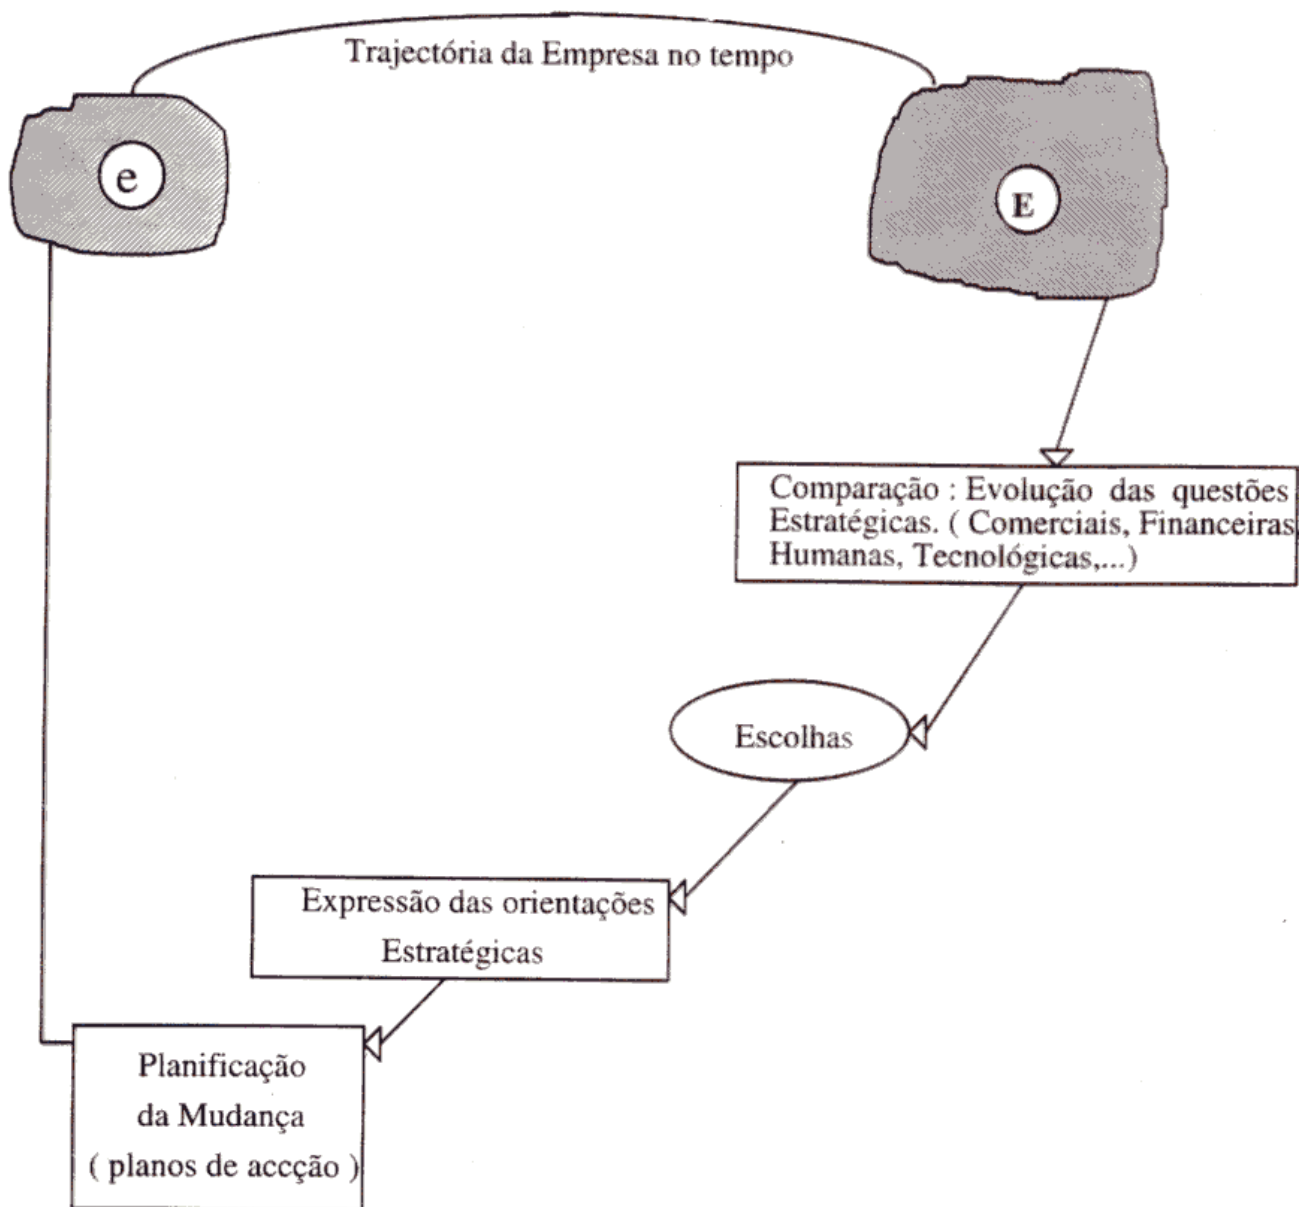 Trajectória da Empresa no tempo
e
E
Comparação : Evolução das questões
Estratégicas. ( Comerciais, Financeiras,
Humanas, Tecnológicas,...)
Escolhas
Expressão das orientações
Estratégicas
Planificação
da Mudança
( planos de accção )